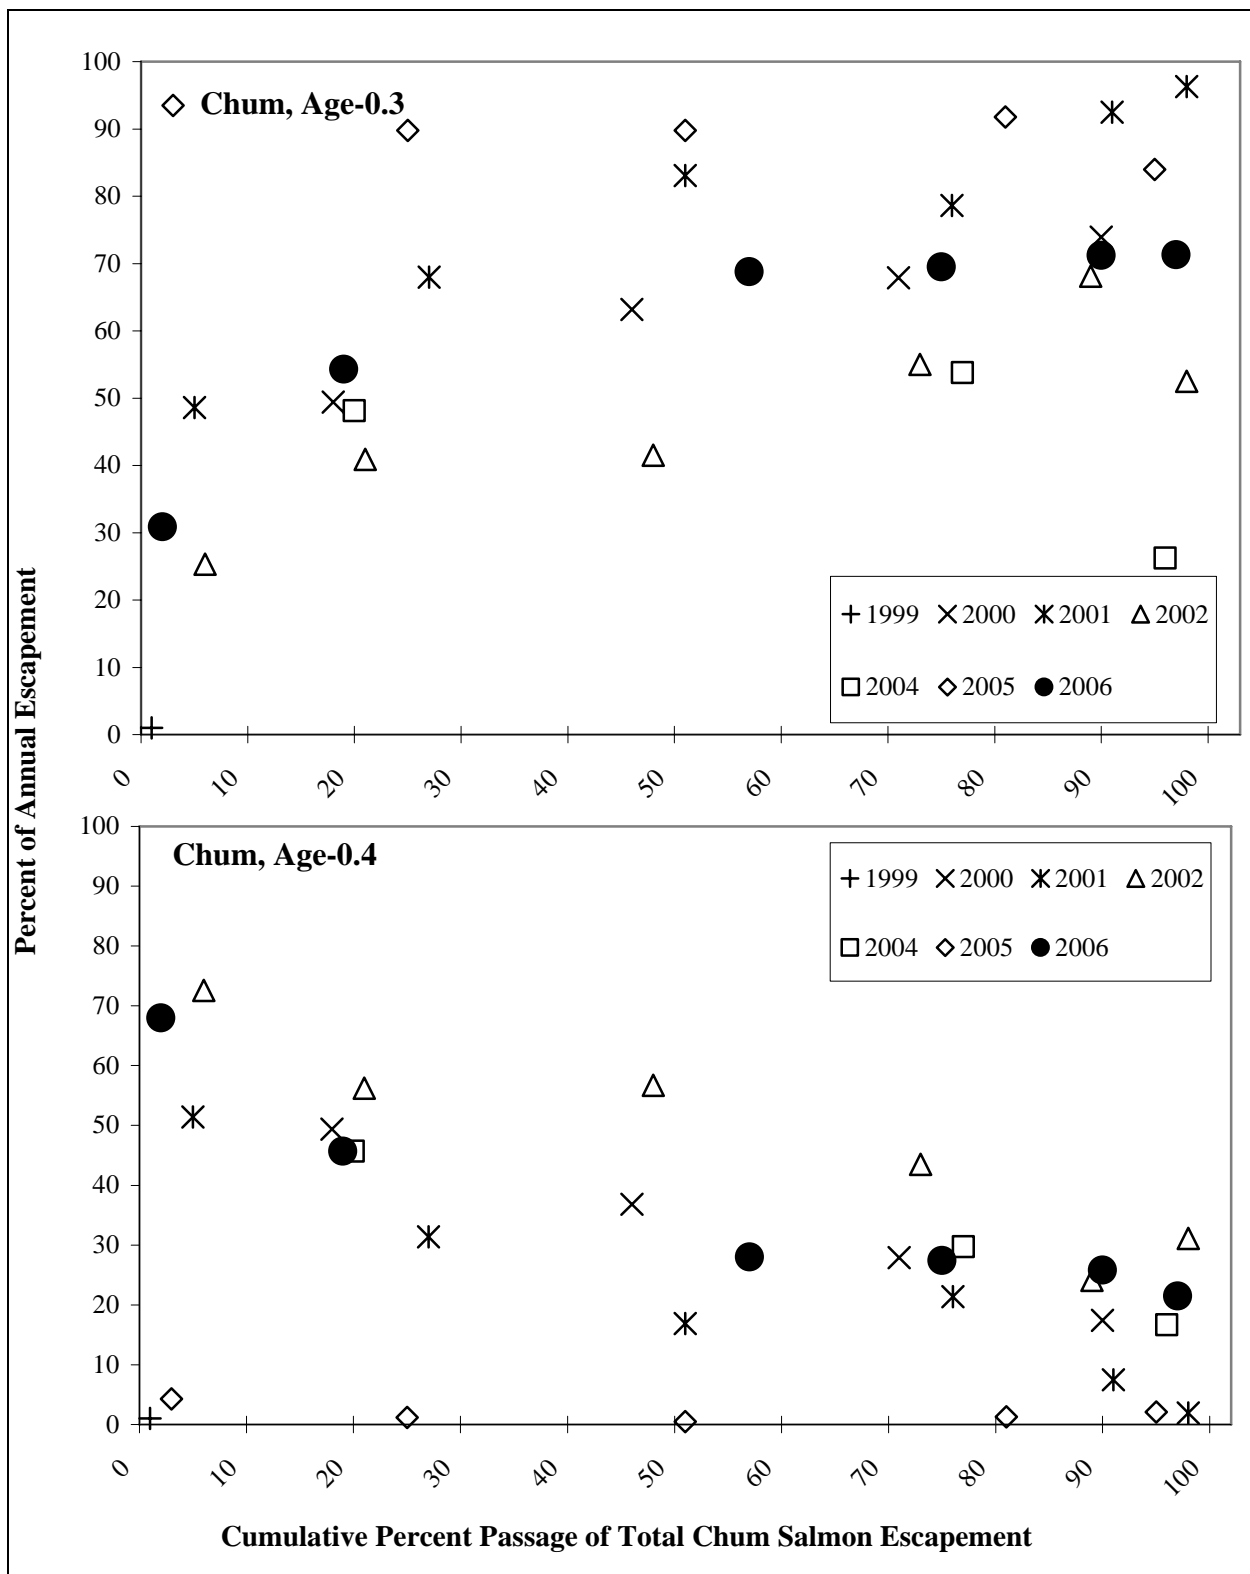 100
Chum, Age-0.3
90
80
70
60
50
40
30
20
10
0
1999 2000 2001 2002
2004 2005 2006
0 10 20 30 40 50 60 70 80 90 100
Percent of Annual Escapement
100
Chum, Age-0.4
90
80
70
60
50
40
30
20
10
0
1999 2000 2001 2002
2004 2005 2006
0 10 20 30 40 50 60 70 80 90 100
Cumulative Percent Passage of Total Chum Salmon Escapement